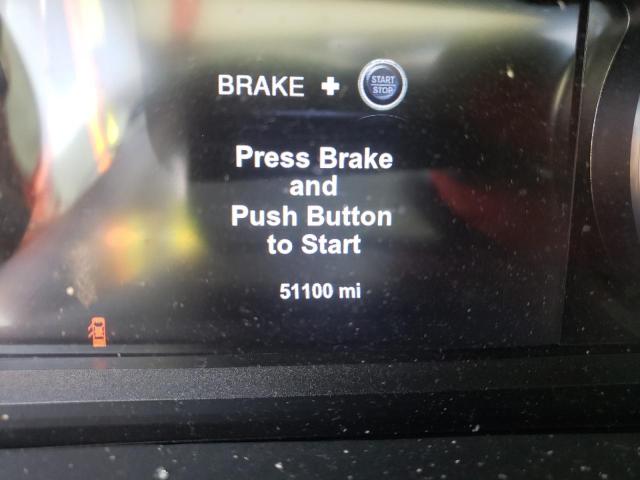 BRAKE + START STOP
Press Brake
and
Push Button
to Start
51100 mi